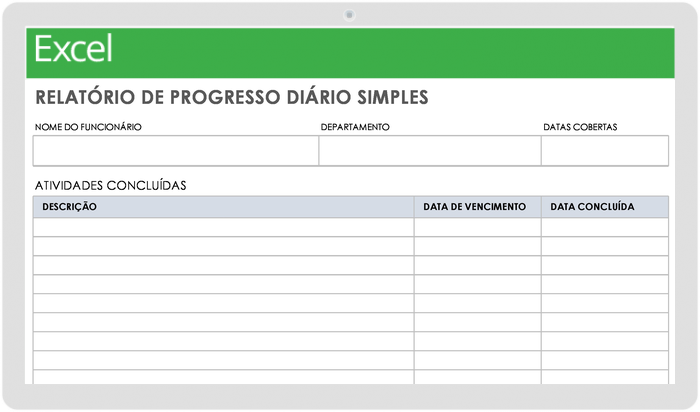 Excel
RELATÓRIO DE PROGRESSO DIÁRIO SIMPLES
NOME DO FUNCIONÁRIO DEPARTAMENTO DATAS COBERTAS
ATIVIDADES CONCLUÍDAS
DESCRIÇÃO DATA DE VENCIMENTO DATA CONCLUÍDA